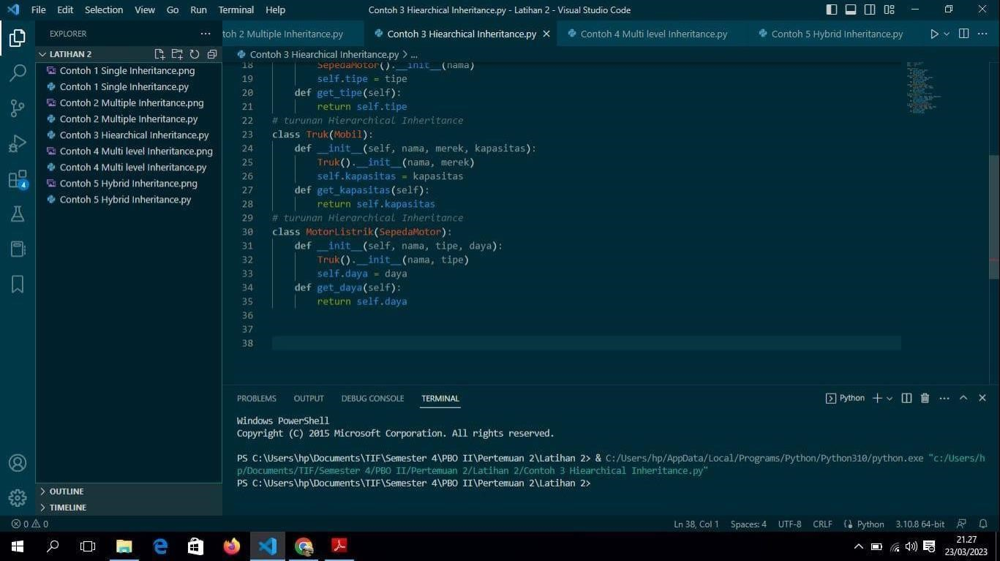 File Edit Selection View Go Run Terminal Help Contoh 3 Hiearchical Inheritance.py - Latihan 2 - Visual Studio Code
EXPLORER ...
LATIHAN 2
Contoh 1 Single Inheritance.png
Contoh 1 Single Inheritance.py
Contoh 2 Multiple Inheritance.png
Contoh 2 Multiple Inheritance.py
Contoh 3 Hiearchical Inheritance.py
Contoh 4 Multi level Inheritance.png
Contoh 4 Multi level Inheritance.py
Contoh 5 Hybrid Inheritance.png
Contoh 5 Hybrid Inheritance.py
4
OUTLINE
TIMELINE
toh 2 Multiple Inheritance.py Contoh 3 Hiearchical Inheritance.py Contoh 4 Multi level Inheritance.py Contoh 5 Hybrid Inheritance.py
Contoh 3 Hiearchical Inheritance.py > ...
18 SepedaMotor().__init__(nama)
19 self.tipe = tipe
20 def get_tipe(self):
21 return self.tipe
22 # turunan Hierarchical Inheritance
23 class Truk(Mobil):
24 def __init__(self, nama, merek, kapasitas):
25 Truk().__init__(nama, merek)
26 self.kapasitas = kapasitas
27 def get_kapasitas(self):
28 return self.kapasitas
29 # turunan Hierarchical Inheritance
30 class MotorListrik(SepedaMotor):
31 def __init__(self, nama, tipe, daya):
32 Truk().__init__(nama, tipe)
33 self.daya = daya
34 def get_daya(self):
35 return self.daya
36
37
38
PROBLEMS OUTPUT DEBUG CONSOLE TERMINAL Python
Windows PowerShell
Copyright (C) 2015 Microsoft Corporation. All rights reserved.
PS C:\Users\hp\Documents\TIF\Semester 4\PBO II\Pertemuan 2\Latihan 2> & C:/Users/hp/AppData/Local/Programs/Python/Python310/python.exe "c:/Users/h
p/Documents/TIF/Semester 4/PBO II/Pertemuan 2/Latihan 2/Contoh 3 Hiearchical Inheritance.py"
PS C:\Users\hp\Documents\TIF\Semester 4\PBO II\Pertemuan 2\Latihan 2>
0 0 Ln 38, Col 1 Spaces: 4 UTF-8 CRLF Python 3.10.8 64-bit
21.27
23/03/2023